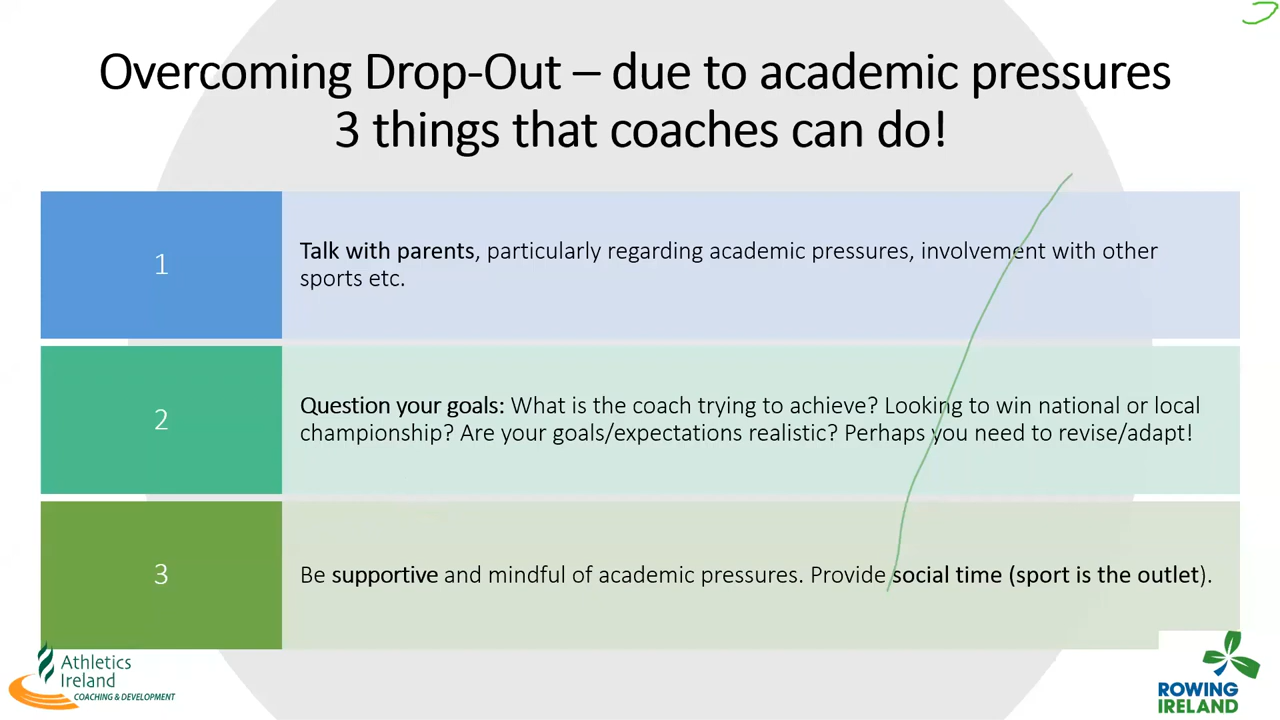 Overcoming Drop-Out – due to academic pressures
3 things that coaches can do!
1
Talk with parents, particularly regarding academic pressures, involvement with other
sports etc.
2
Question your goals: What is the coach trying to achieve? Looking to win national or local
championship? Are your goals/expectations realistic? Perhaps you need to revise/adapt!
3
Be supportive and mindful of academic pressures. Provide social time (sport is the outlet).
Athletics
Ireland
COACHING & DEVELOPMENT
ROWING
IRELAND